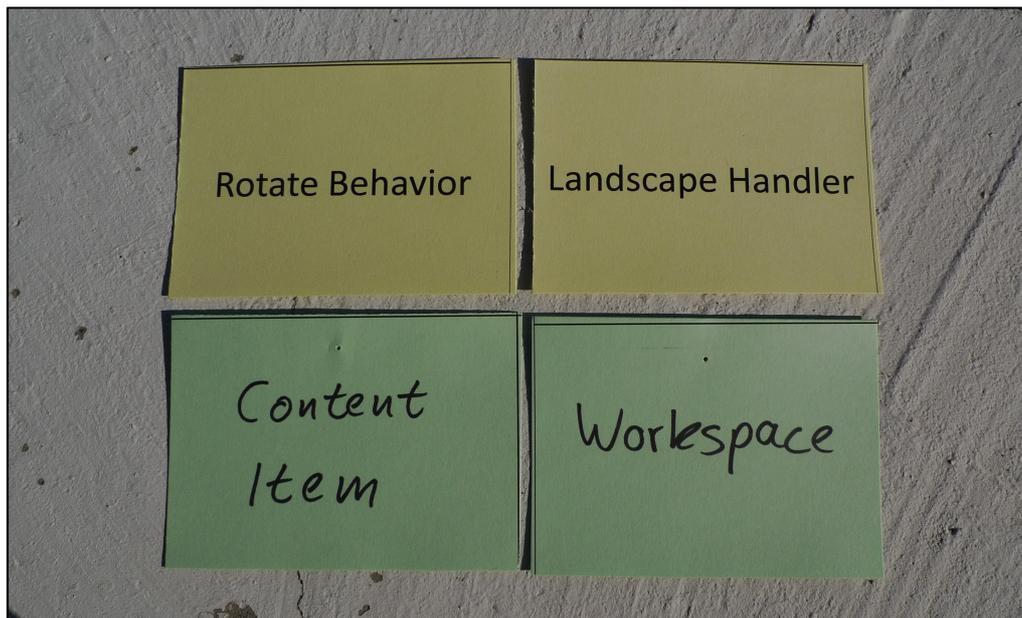 Rotate Behavior
Landscape Handler
Content
Item
Workspace